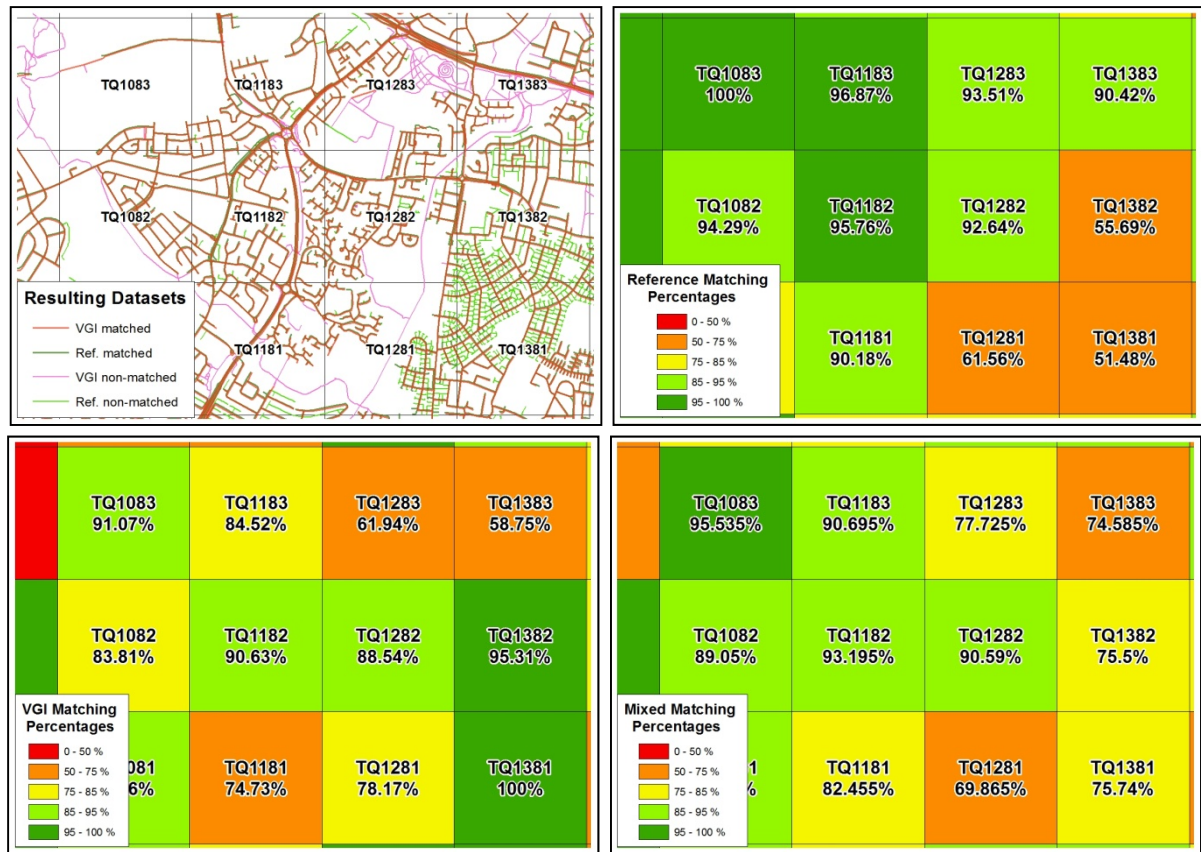 TQ1083
TQ1183
TQ1283
TQ1383
TQ1082
TQ1182
TQ1282
TQ1382
TQ1181
TQ1281
TQ1381
Resulting Datasets
VGI matched
Ref. matched
VGI non-matched
Ref. non-matched
TQ1083
100%
TQ1183
96.87%
TQ1283
93.51%
TQ1383
90.42%
TQ1082
94.29%
TQ1182
95.76%
TQ1282
92.64%
TQ1382
55.69%
TQ1181
90.18%
TQ1281
61.56%
TQ1381
51.48%
Reference Matching
Percentages
0 - 50 %
50 - 75 %
75 - 85 %
85 - 95 %
95 - 100 %
TQ1083
91.07%
TQ1183
84.52%
TQ1283
61.94%
TQ1383
58.75%
TQ1082
83.81%
TQ1182
90.63%
TQ1282
88.54%
TQ1382
95.31%
081
6%
TQ1181
74.73%
TQ1281
78.17%
TQ1381
100%
VGI Matching
Percentages
0 - 50 %
50 - 75 %
75 - 85 %
85 - 95 %
95 - 100 %
TQ1083
95.535%
TQ1183
90.695%
TQ1283
77.725%
TQ1383
74.585%
TQ1082
89.05%
TQ1182
93.195%
TQ1282
90.59%
TQ1382
75.5%
1
%
TQ1181
82.455%
TQ1281
69.865%
TQ1381
75.74%
Mixed Matching
Percentages
0 - 50 %
50 - 75 %
75 - 85 %
85 - 95 %
95 - 100 %